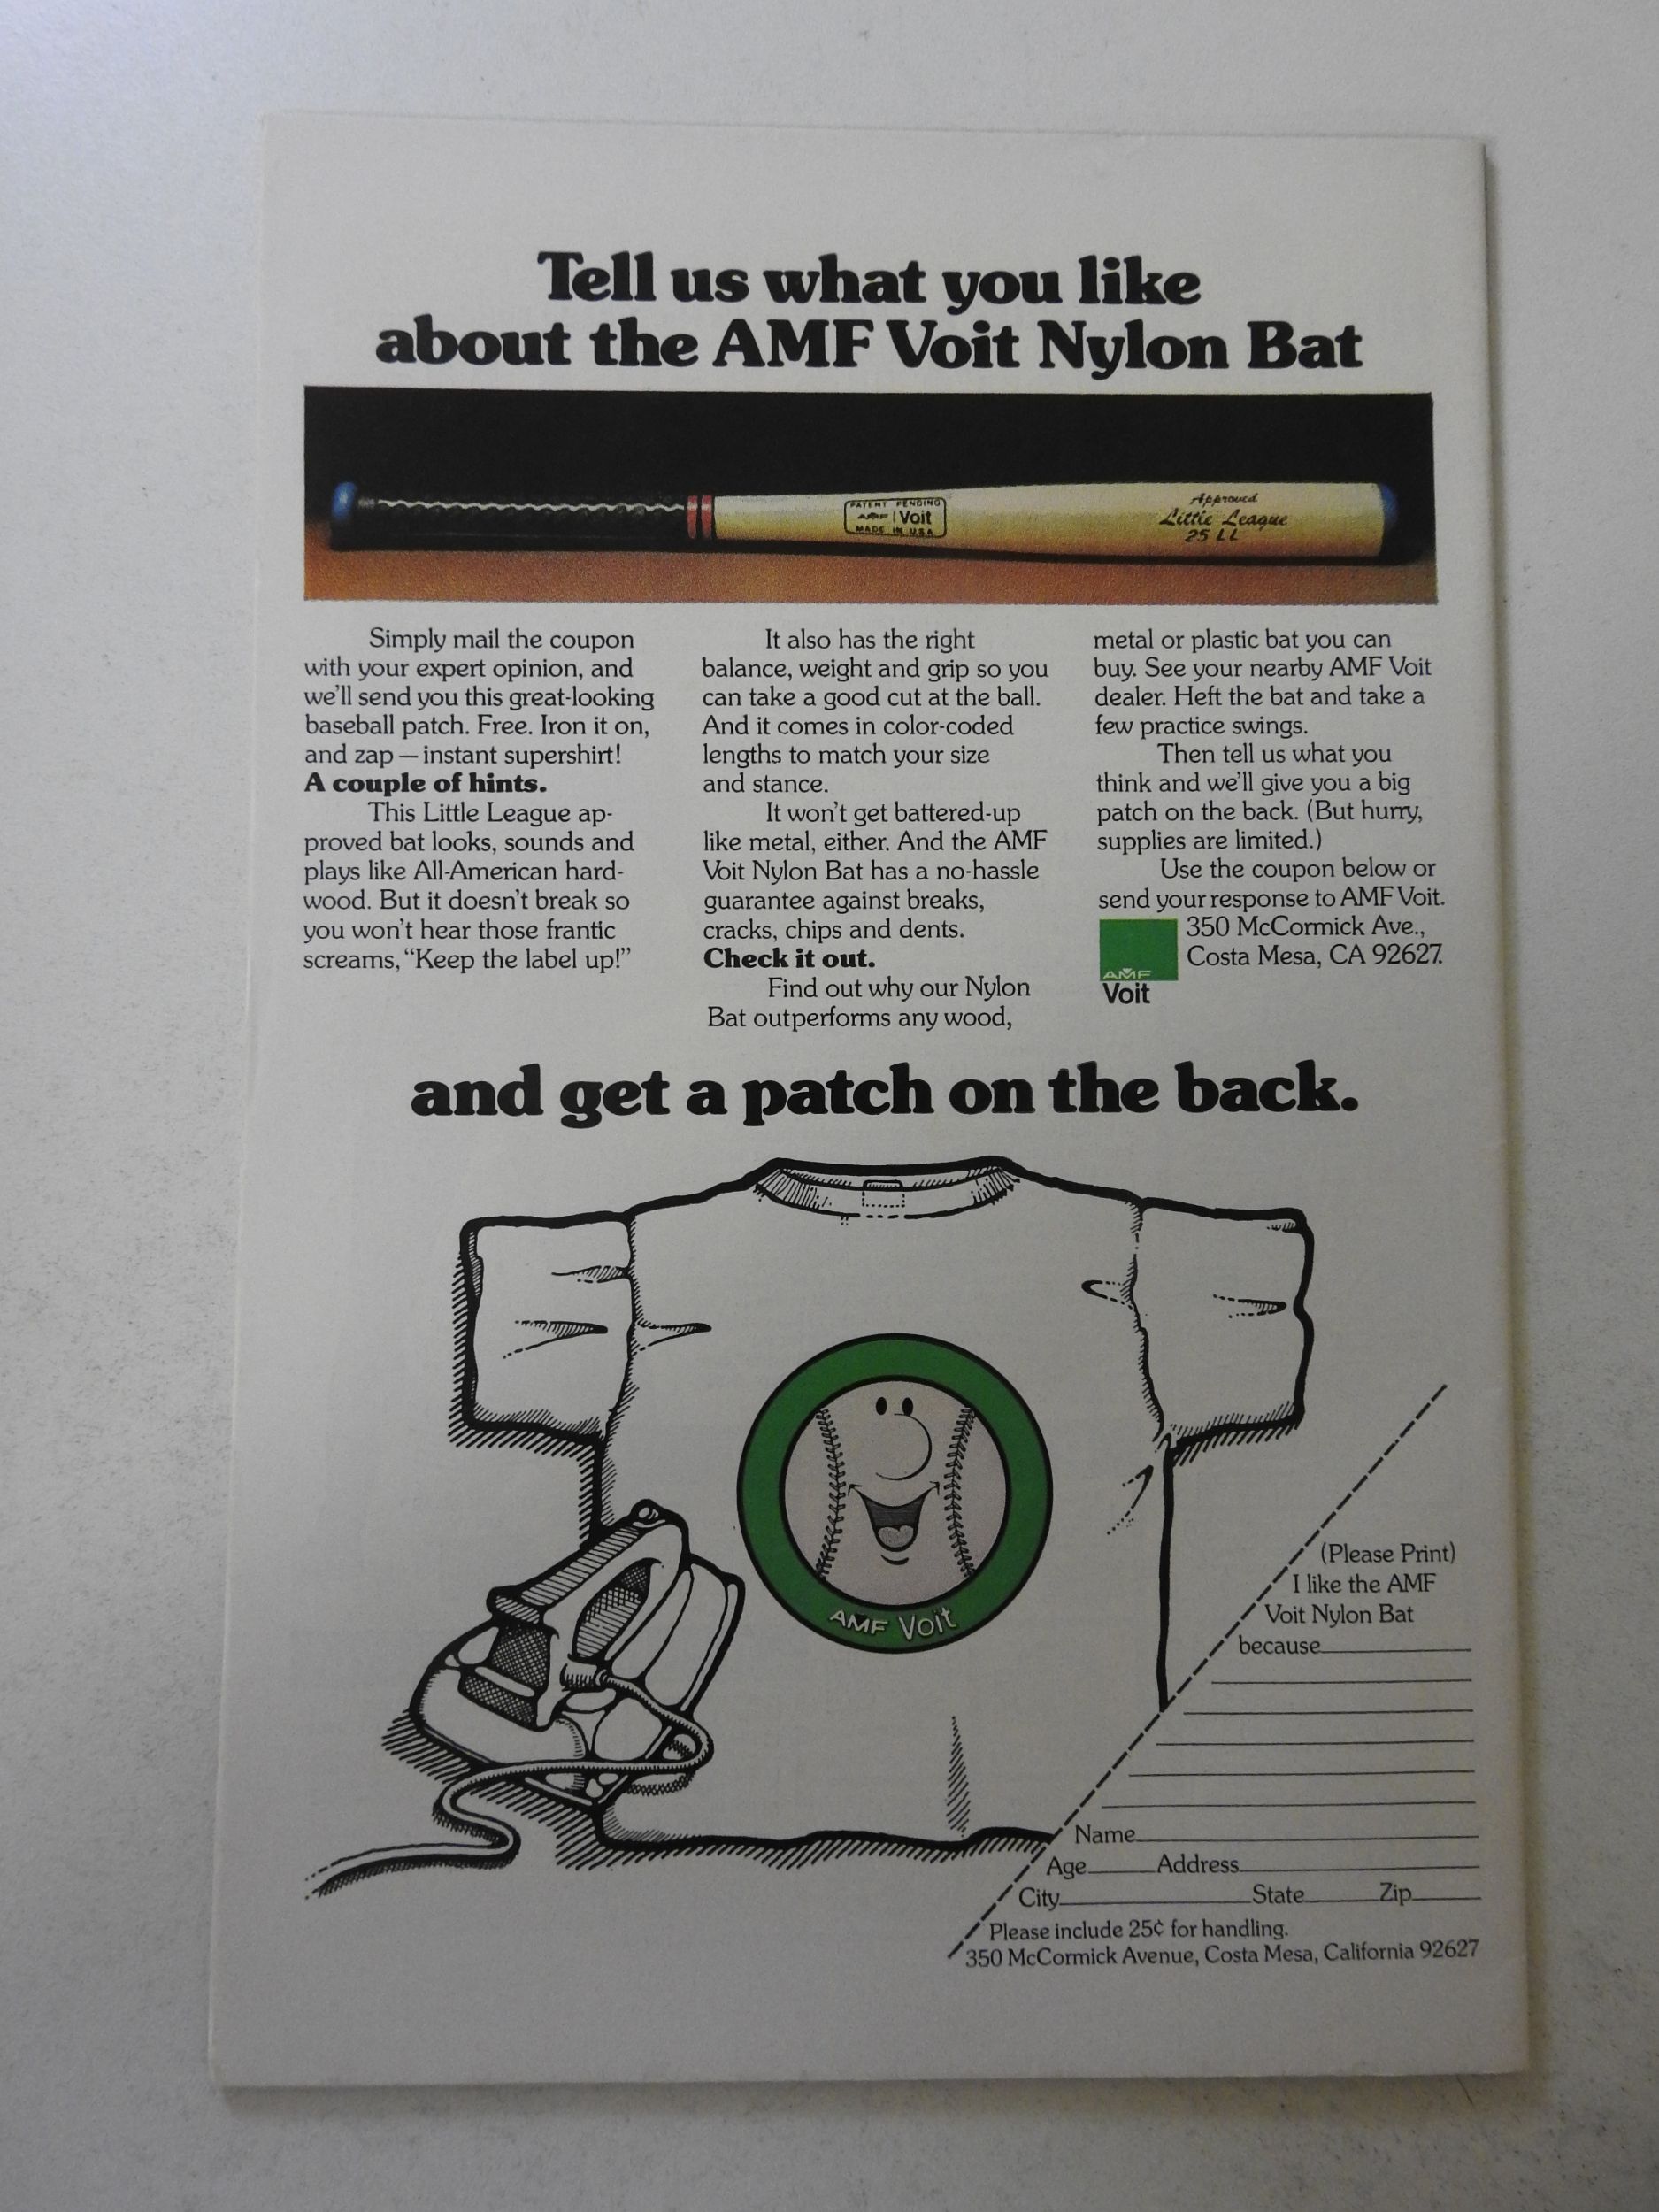 Tell us what you like
about the AMF Voit Nylon Bat
PATENT PENDING
AMF Voit
MADE IN U.S.A.
Approved
Little League
25 LL
Simply mail the coupon
with your expert opinion, and
we'll send you this great-looking
baseball patch. Free. Iron it on,
and zap — instant supershirt!
A couple of hints.
This Little League ap-
proved bat looks, sounds and
plays like All-American hard-
wood. But it doesn't break so
you won't hear those frantic
screams, "Keep the label up!"
It also has the right
balance, weight and grip so you
can take a good cut at the ball.
And it comes in color-coded
lengths to match your size
and stance.
It won't get battered-up
like metal, either. And the AMF
Voit Nylon Bat has a no-hassle
guarantee against breaks,
cracks, chips and dents.
Check it out.
Find out why our Nylon
Bat outperforms any wood,
metal or plastic bat you can
buy. See your nearby AMF Voit
dealer. Heft the bat and take a
few practice swings.
Then tell us what you
think and we'll give you a big
patch on the back. (But hurry,
supplies are limited.)
Use the coupon below or
send your response to AMF Voit.
350 McCormick Ave.,
Costa Mesa, CA 92627.
AMF
Voit
and get a patch on the back.
AMF Voit
(Please Print)
I like the AMF
Voit Nylon Bat
because
Name
Age Address
City State Zip
Please include 25¢ for handling.
350 McCormick Avenue, Costa Mesa, California 92627